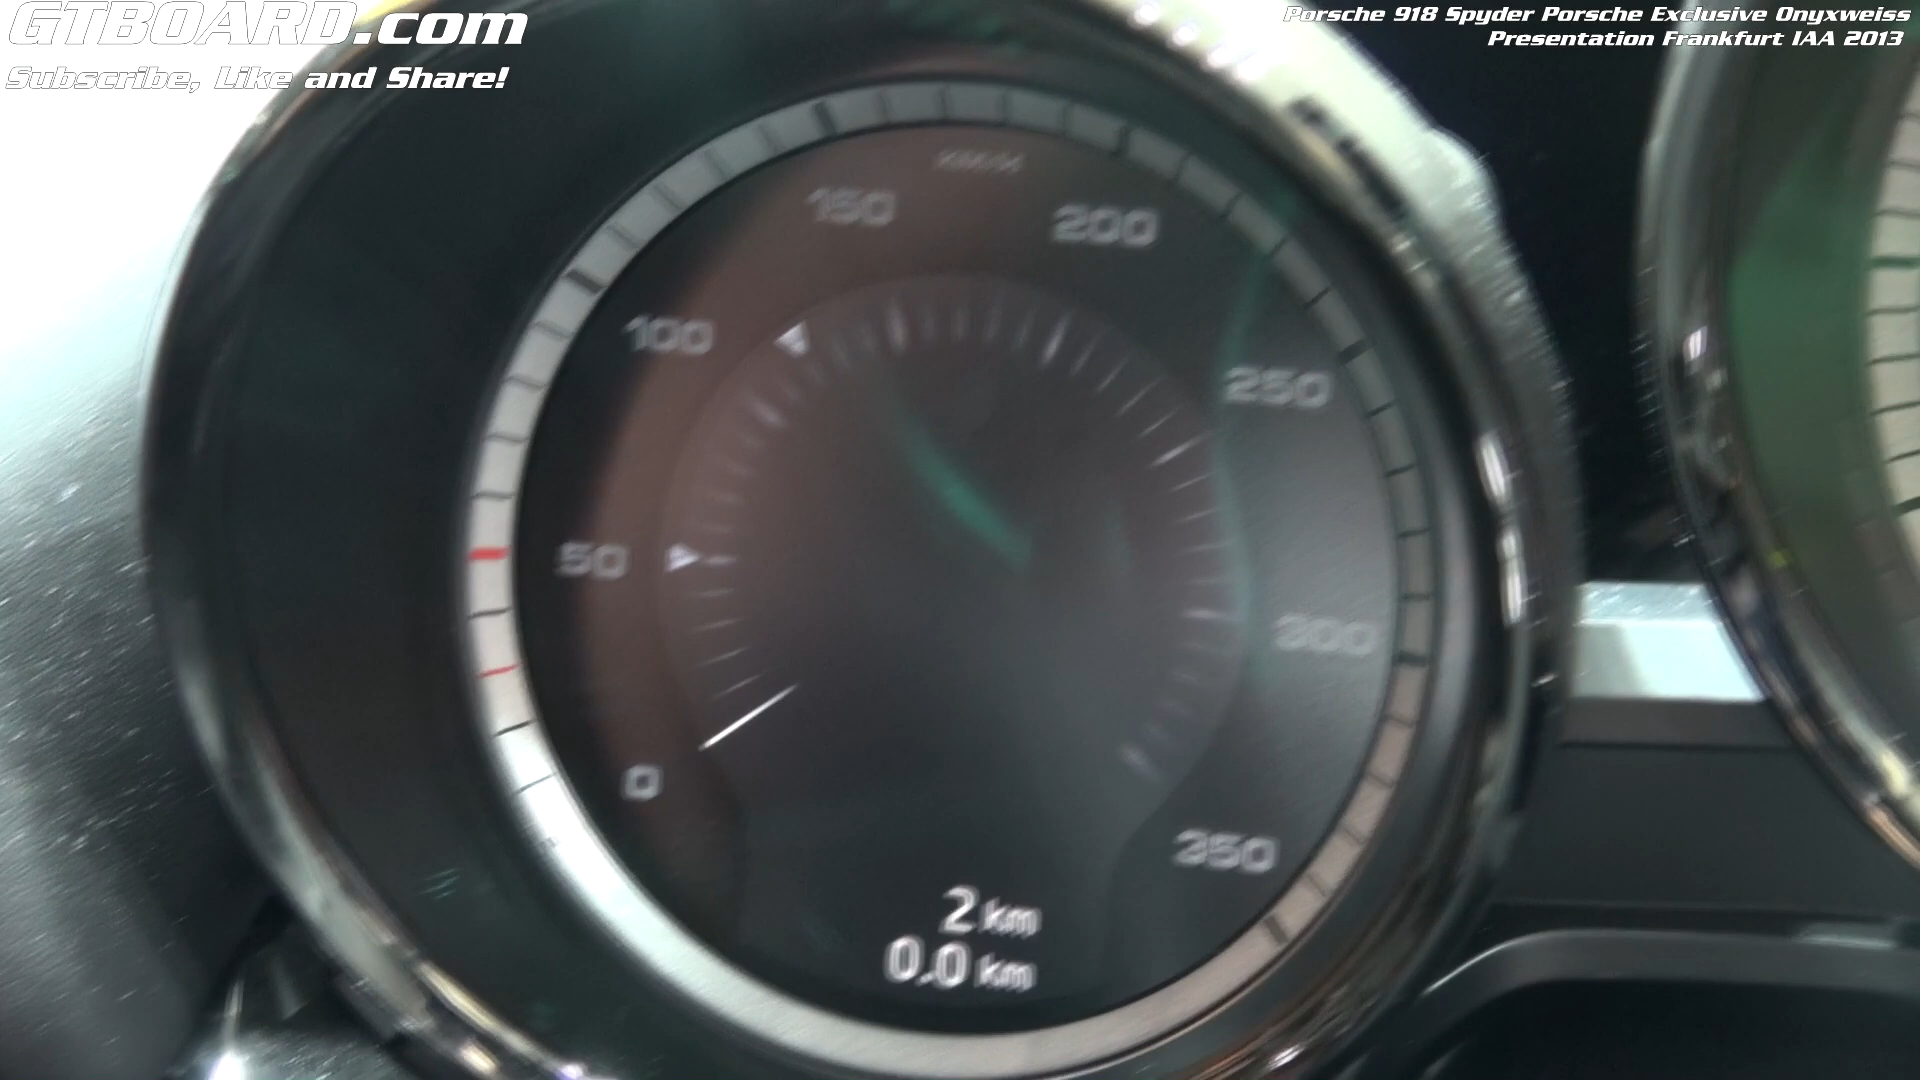 GTBOARD.com
Subscribe, Like and Share!
Porsche 918 Spyder Porsche Exclusive Onyxweiss
Presentation Frankfurt IAA 2013
KM/H
150
200
100
250
50
300
0
350
2 km
0.0 km